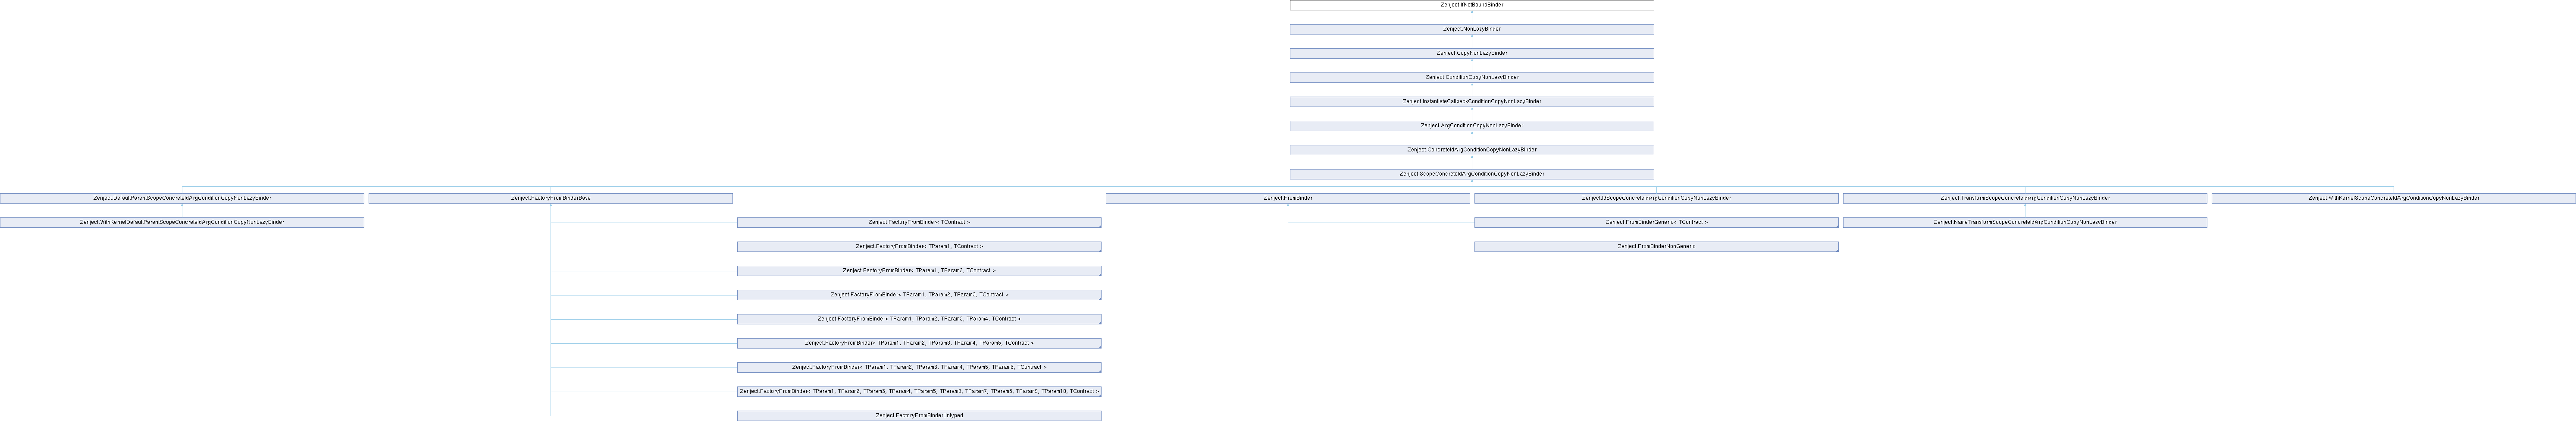 Zenject.IfNotBoundBinder
Zenject.NonLazyBinder
Zenject.CopyNonLazyBinder
Zenject.ConditionCopyNonLazyBinder
Zenject.InstantiateCallbackConditionCopyNonLazyBinder
Zenject.ArgConditionCopyNonLazyBinder
Zenject.ConcreteIdArgConditionCopyNonLazyBinder
Zenject.ScopeConcreteIdArgConditionCopyNonLazyBinder
Zenject.DefaultParentScopeConcreteIdArgConditionCopyNonLazyBinder
Zenject.FactoryFromBinderBase
Zenject.FromBinder
Zenject.IdScopeConcreteIdArgConditionCopyNonLazyBinder
Zenject.TransformScopeConcreteIdArgConditionCopyNonLazyBinder
Zenject.WithKernelScopeConcreteIdArgConditionCopyNonLazyBinder
Zenject.WithKernelDefaultParentScopeConcreteIdArgConditionCopyNonLazyBinder
Zenject.FactoryFromBinder< TContract >
Zenject.FromBinderGeneric< TContract >
Zenject.NameTransformScopeConcreteIdArgConditionCopyNonLazyBinder
Zenject.FactoryFromBinder< TParam1, TContract >
Zenject.FromBinderNonGeneric
Zenject.FactoryFromBinder< TParam1, TParam2, TContract >
Zenject.FactoryFromBinder< TParam1, TParam2, TParam3, TContract >
Zenject.FactoryFromBinder< TParam1, TParam2, TParam3, TParam4, TContract >
Zenject.FactoryFromBinder< TParam1, TParam2, TParam3, TParam4, TParam5, TContract >
Zenject.FactoryFromBinder< TParam1, TParam2, TParam3, TParam4, TParam5, TParam6, TContract >
Zenject.FactoryFromBinder< TParam1, TParam2, TParam3, TParam4, TParam5, TParam6, TParam7, TParam8, TParam9, TParam10, TContract >
Zenject.FactoryFromBinderUntyped